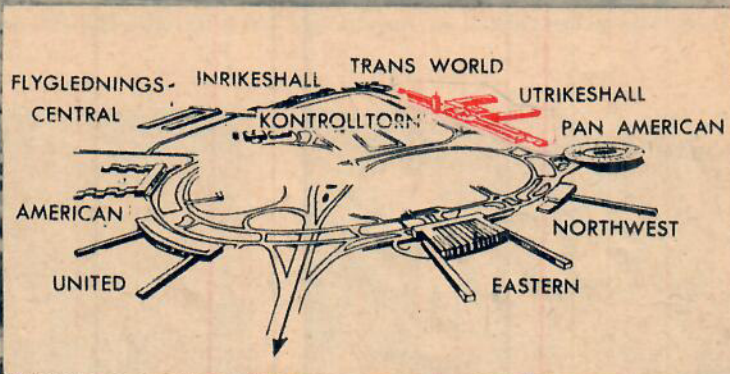 TRANS WORLD
INRIKESHALL
FLYGLEDNINGS-
CENTRAL
UTRIKESHALL
KONTROLLTORN
PAN AMERICAN
AMERICAN
NORTHWEST
UNITED
EASTERN